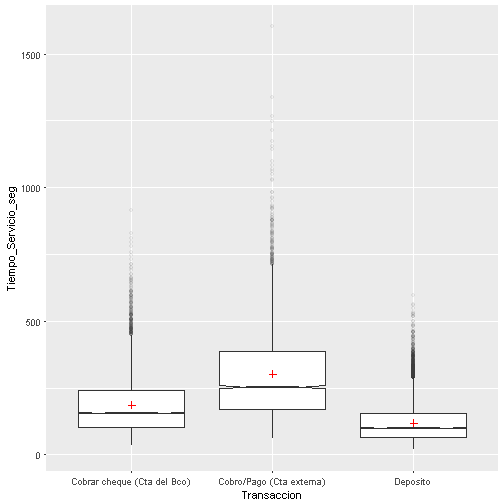 1500
1000
500
0
Tiempo_Servicio_seg
Cobrar cheque (Cta del Bco)
Cobro/Pago (Cta externa)
Deposito
Transaccion